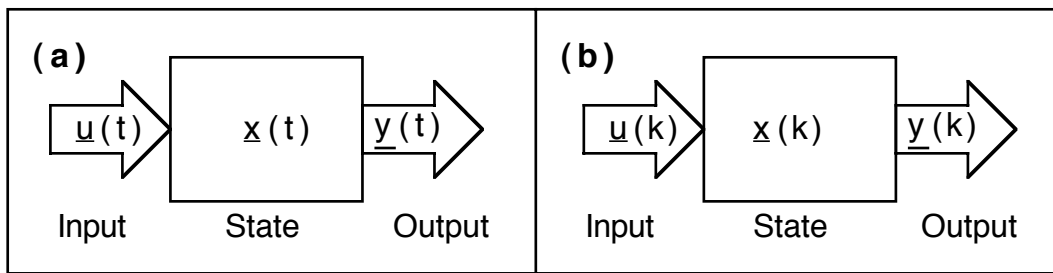 (a)
u(t) x(t) y(t)
Input State Output
(b)
u(k) x(k) y(k)
Input State Output